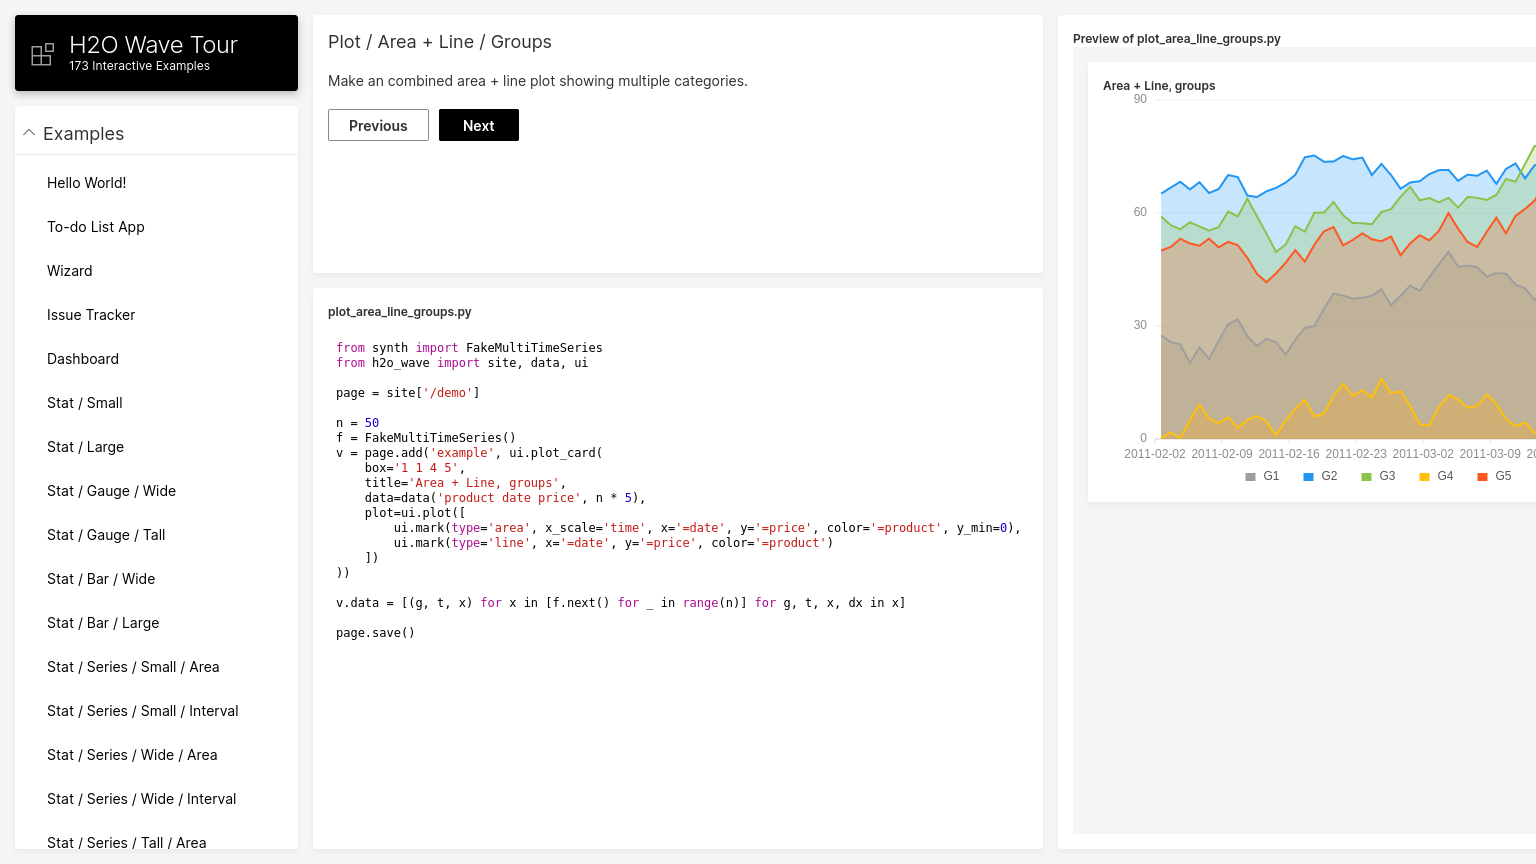 H2O Wave Tour
173 Interactive Examples
Examples
Hello World!
To-do List App
Wizard
Issue Tracker
Dashboard
Stat / Small
Stat / Large
Stat / Gauge / Wide
Stat / Gauge / Tall
Stat / Bar / Wide
Stat / Bar / Large
Stat / Series / Small / Area
Stat / Series / Small / Interval
Stat / Series / Wide / Area
Stat / Series / Wide / Interval
Stat / Series / Tall / Area
Plot / Area + Line / Groups
Make an combined area + line plot showing multiple categories.
Previous Next
plot_area_line_groups.py
from synth import FakeMultiTimeSeries
from h2o_wave import site, data, ui
page = site['/demo']
n = 50
f = FakeMultiTimeSeries()
v = page.add('example', ui.plot_card(
    box='1 1 4 5',
    title='Area + Line, groups',
    data=data('product date price', n * 5),
    plot=ui.plot([
        ui.mark(type='area', x_scale='time', x='=date', y='=price', color='=product', y_min=0),
        ui.mark(type='line', x='=date', y='=price', color='=product')
    ])
))
v.data = [(g, t, x) for x in [f.next() for _ in range(n)] for g, t, x, dx in x]
page.save()
Preview of plot_area_line_groups.py
Area + Line, groups
90
60
30
0
2011-02-02 2011-02-09 2011-02-16 2011-02-23 2011-03-02 2011-03-09 20
G1 G2 G3 G4 G5